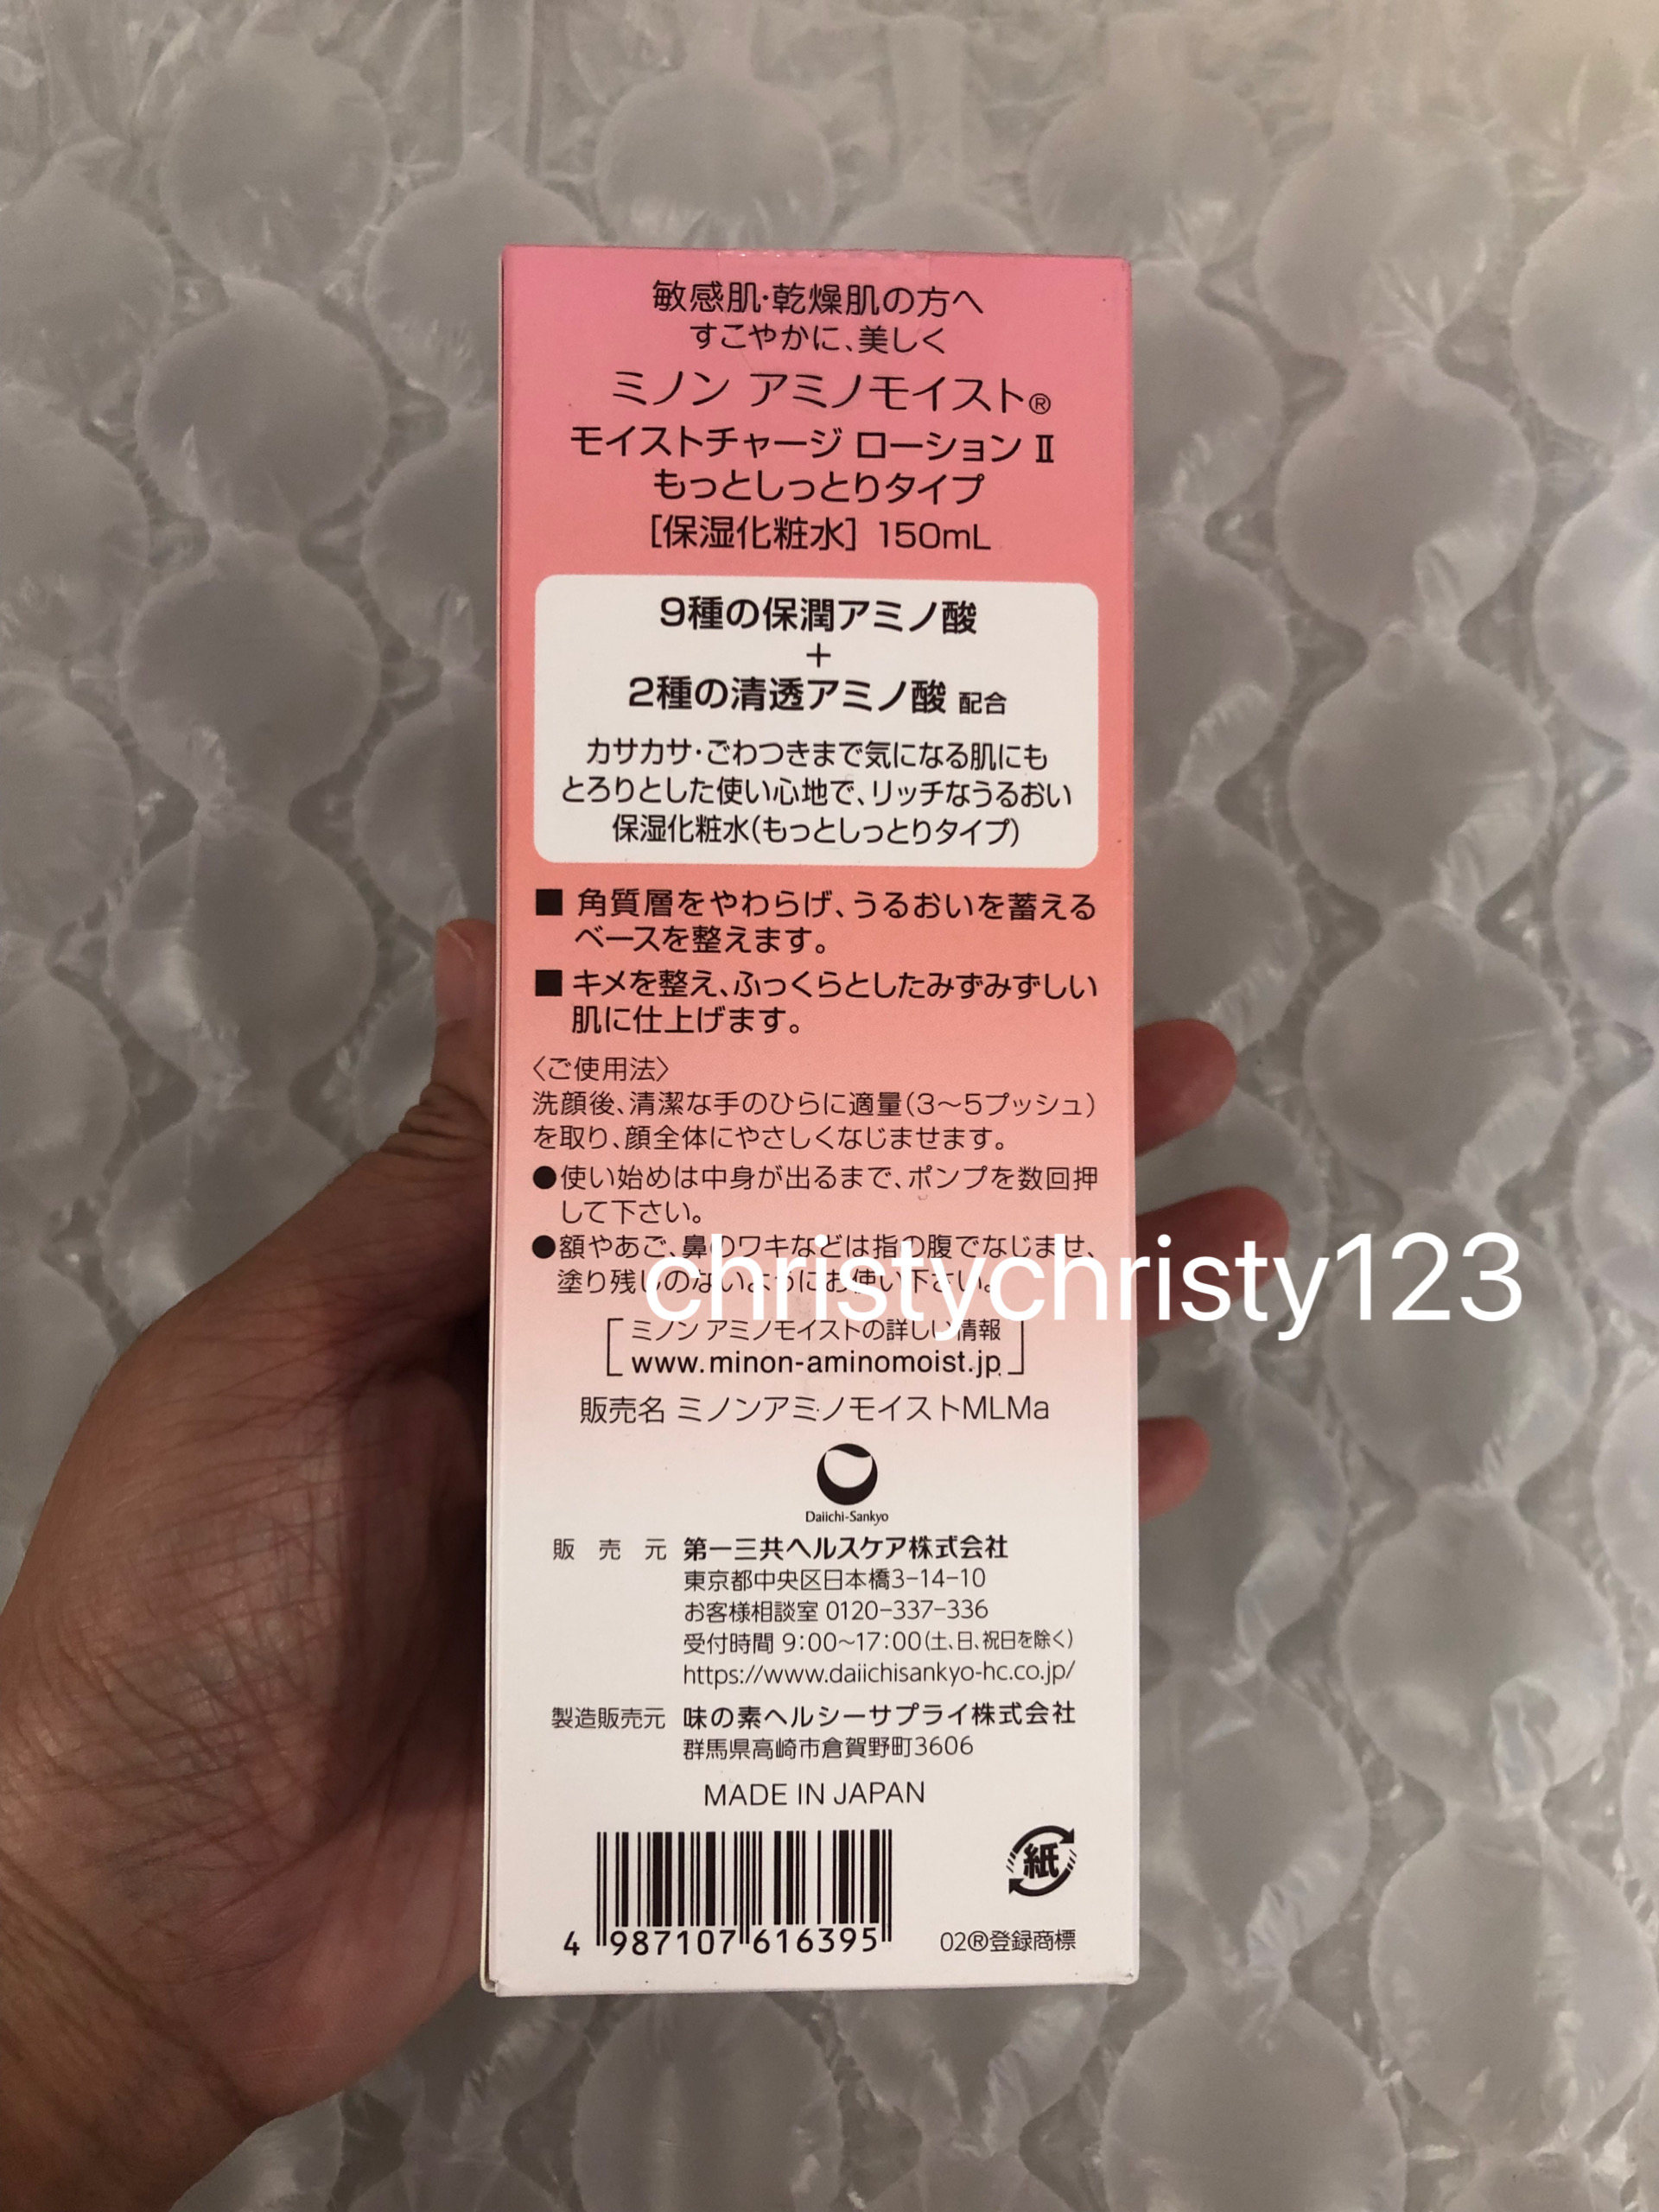 敏感肌・乾燥肌の方へ
すこやかに、美しく
ミノン アミノモイスト®
モイストチャージ ローション Ⅱ
もっとしっとりタイプ
[保湿化粧水] 150mL
9種の保潤アミノ酸
+
2種の清透アミノ酸 配合
カサカサ・ごわつきまで気になる肌にも
とろりとした使い心地で、リッチなうるおい
保湿化粧水(もっとしっとりタイプ)
■ 角質層をやわらげ、うるおいを蓄える
ベースを整えます。
■ キメを整え、ふっくらとしたみずみずしい
肌に仕上げます。
〈ご使用法〉
洗顔後、清潔な手のひらに適量(3〜5プッシュ)
を取り、顔全体にやさしくなじませます。
●使い始めは中身が出るまで、ポンプを数回押
して下さい。
●額やあご、鼻のワキなどは指の腹でなじませ、
塗り残しのないようにお使い下さい。
christychristy123
ミノン アミノモイストの詳しい情報
www.minon-aminomoist.jp
販売名 ミノンアミノモイストMLMa
Daiichi-Sankyo
販売元 第一三共ヘルスケア株式会社
東京都中央区日本橋3-14-10
お客様相談室 0120-337-336
受付時間 9:00〜17:00(土、日、祝日を除く)
https://www.daiichisankyo-hc.co.jp/
製造販売元 味の素ヘルシーサプライ株式会社
群馬県高崎市倉賀野町3606
MADE IN JAPAN
紙
4 987107 616395
02®登録商標